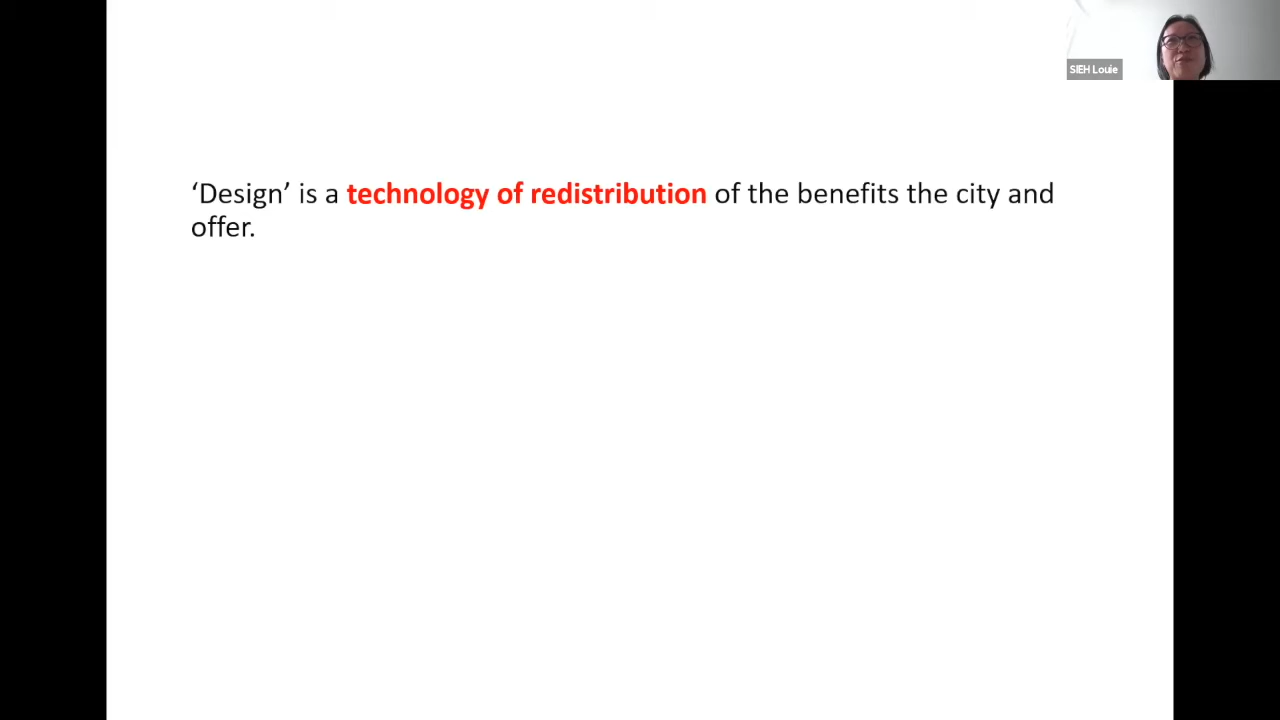 SIEH Louie
‘Design’ is a technology of redistribution of the benefits the city and
offer.